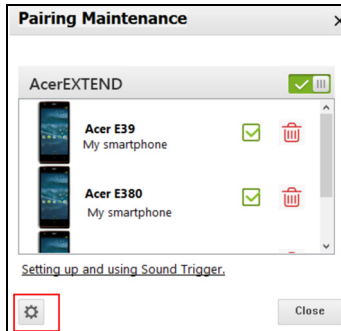 Pairing Maintenance
AcerEXTEND
Acer E39
My smartphone
Acer E380
My smartphone
Setting up and using Sound Trigger.
Close